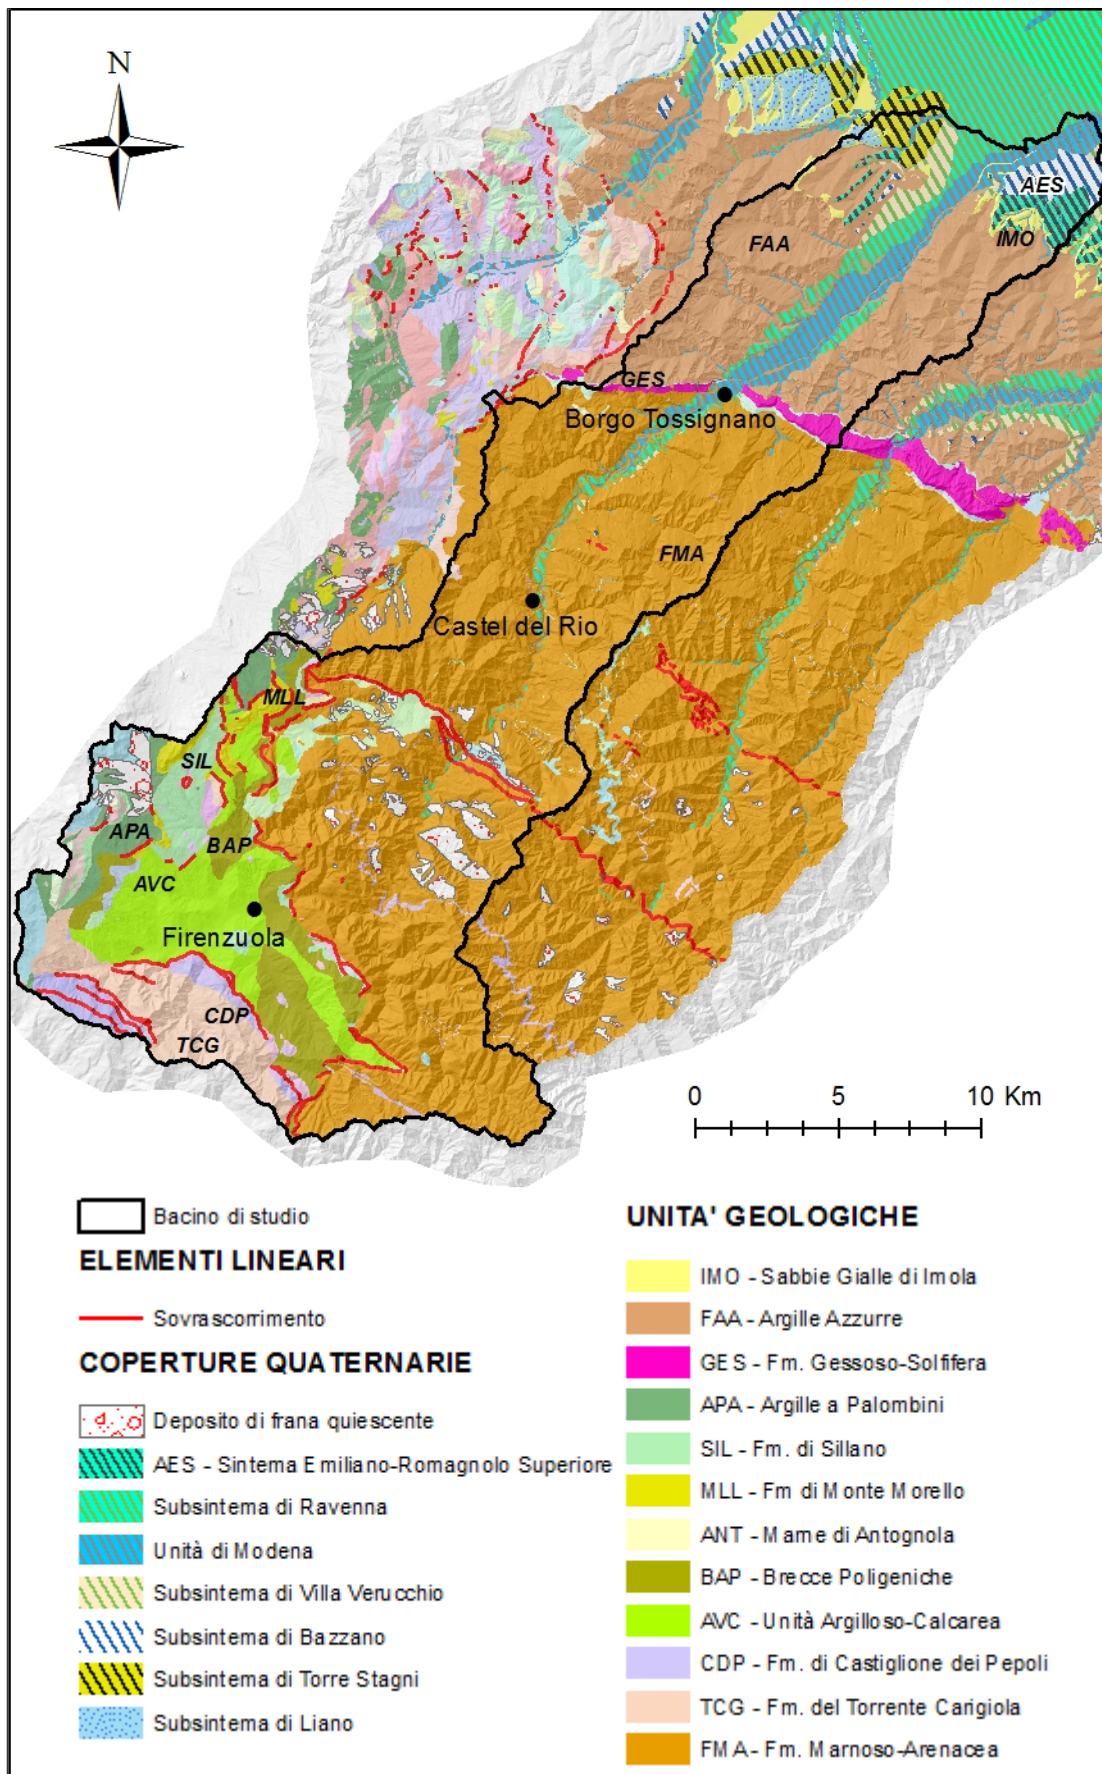 N
AES
IMO
FAA
GES
Borgo Tossignano
FMA
Castel del Rio
MLL
SIL
APA
BAP
AVC
Firenzuola
CDP
TCG
0 5 10 Km
Bacino di studio
ELEMENTI LINEARI
Sovrascorrimento
COPERTURE QUATERNARIE
Deposito di frana quiescente
AES - Sintema Emiliano-Romagnolo Superiore
Subsintema di Ravenna
Unità di Modena
Subsintema di Villa Verucchio
Subsintema di Bazzano
Subsintema di Torre Stagni
Subsintema di Liano
UNITA' GEOLOGICHE
IMO - Sabbie Gialle di Imola
FAA - Argille Azzurre
GES - Fm. Gessoso-Solfifera
APA - Argille a Palombini
SIL - Fm. di Sillano
MLL - Fm di Monte Morello
ANT - Marne di Antognola
BAP - Brecce Poligeniche
AVC - Unità Argilloso-Calcarea
CDP - Fm. di Castiglione dei Pepoli
TCG - Fm. del Torrente Carigiola
FMA - Fm. Marnoso-Arenacea